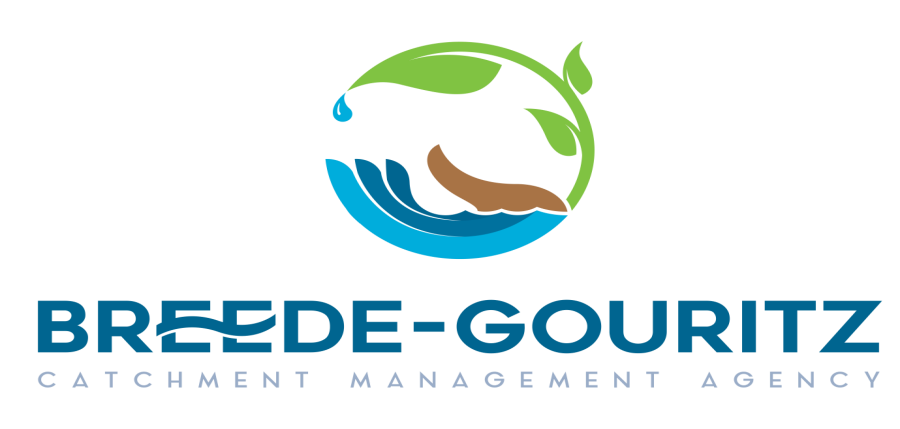 BREEDE-GOURITZ
CATCHMENT MANAGEMENT AGENCY